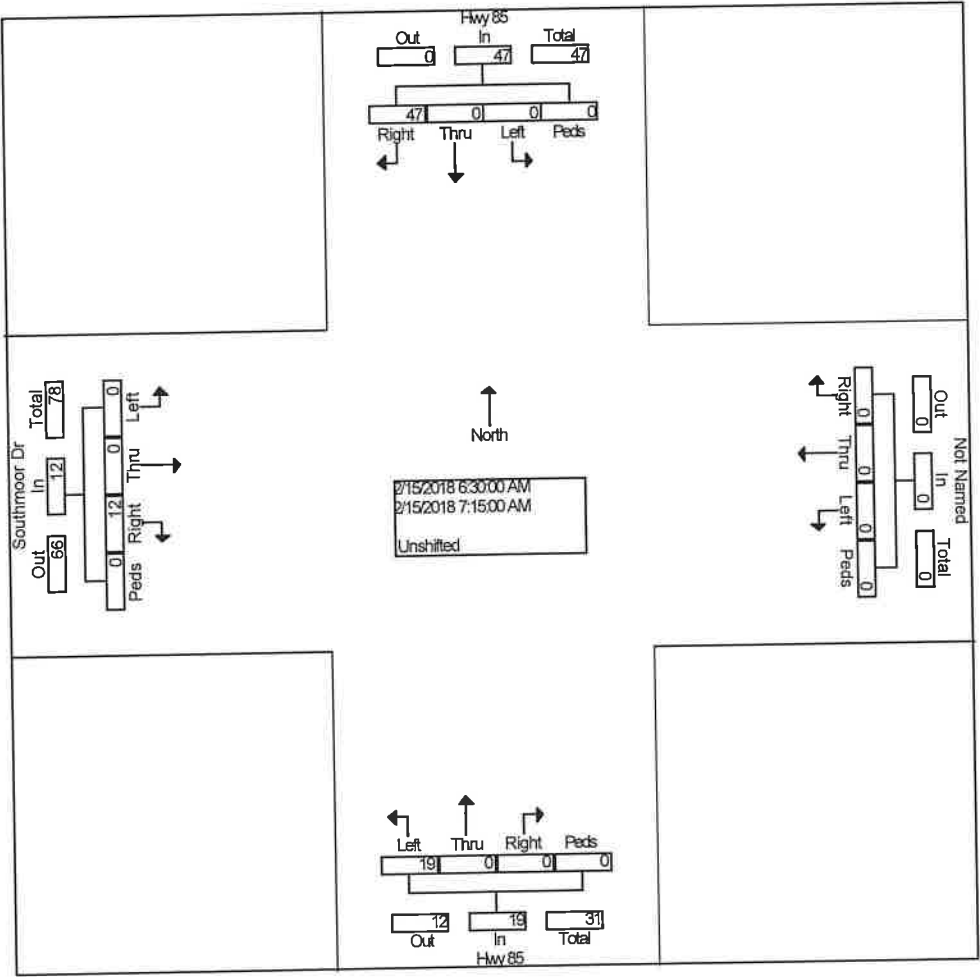 Hwy 85
Out In Total
0 47 47
47 0 0 0
Right Thru Left Peds
North
2/15/2018 6:30:00 AM
2/15/2018 7:15:00 AM
Unshifted
Southmoor Dr
Out In Total
66 12 78
0 0 12 0
Left Thru Right Peds
Not Named
Out In Total
0 0 0
0 0 0 0
Right Thru Left Peds
Left Thru Right Peds
19 0 0 0
12 19 31
Out In Total
Hwy 85